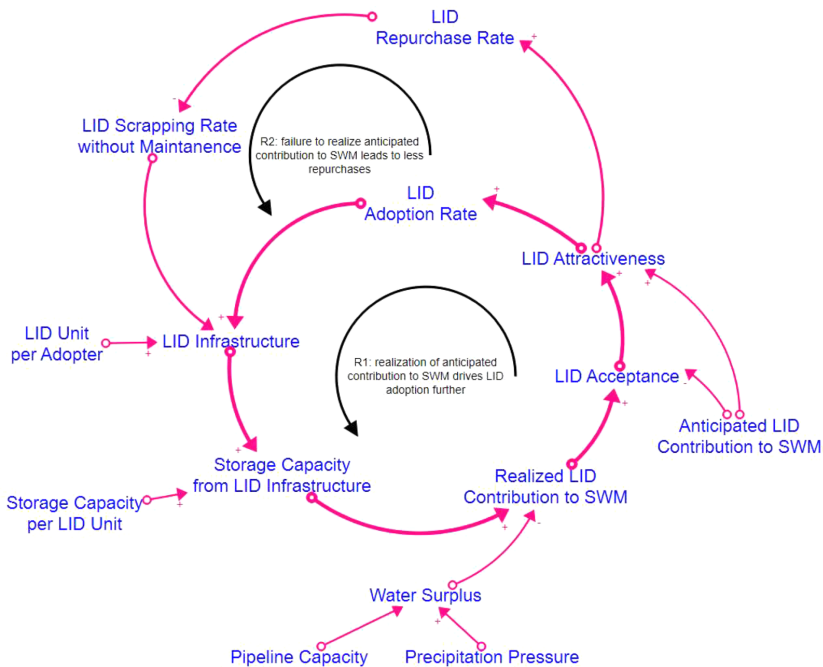 LID
Repurchase Rate
LID Scrapping Rate
without Maintanence
R2: failure to realize anticipated
contribution to SWM leads to less
repurchases
LID
Adoption Rate
LID Attractiveness
LID Unit
per Adopter
LID Infrastructure
R1: realization of anticipated
contribution to SWM drives LID
adoption further
LID Acceptance
Anticipated LID
Contribution to SWM
Storage Capacity
from LID Infrastructure
Realized LID
Contribution to SWM
Storage Capacity
per LID Unit
Water Surplus
Pipeline Capacity
Precipitation Pressure